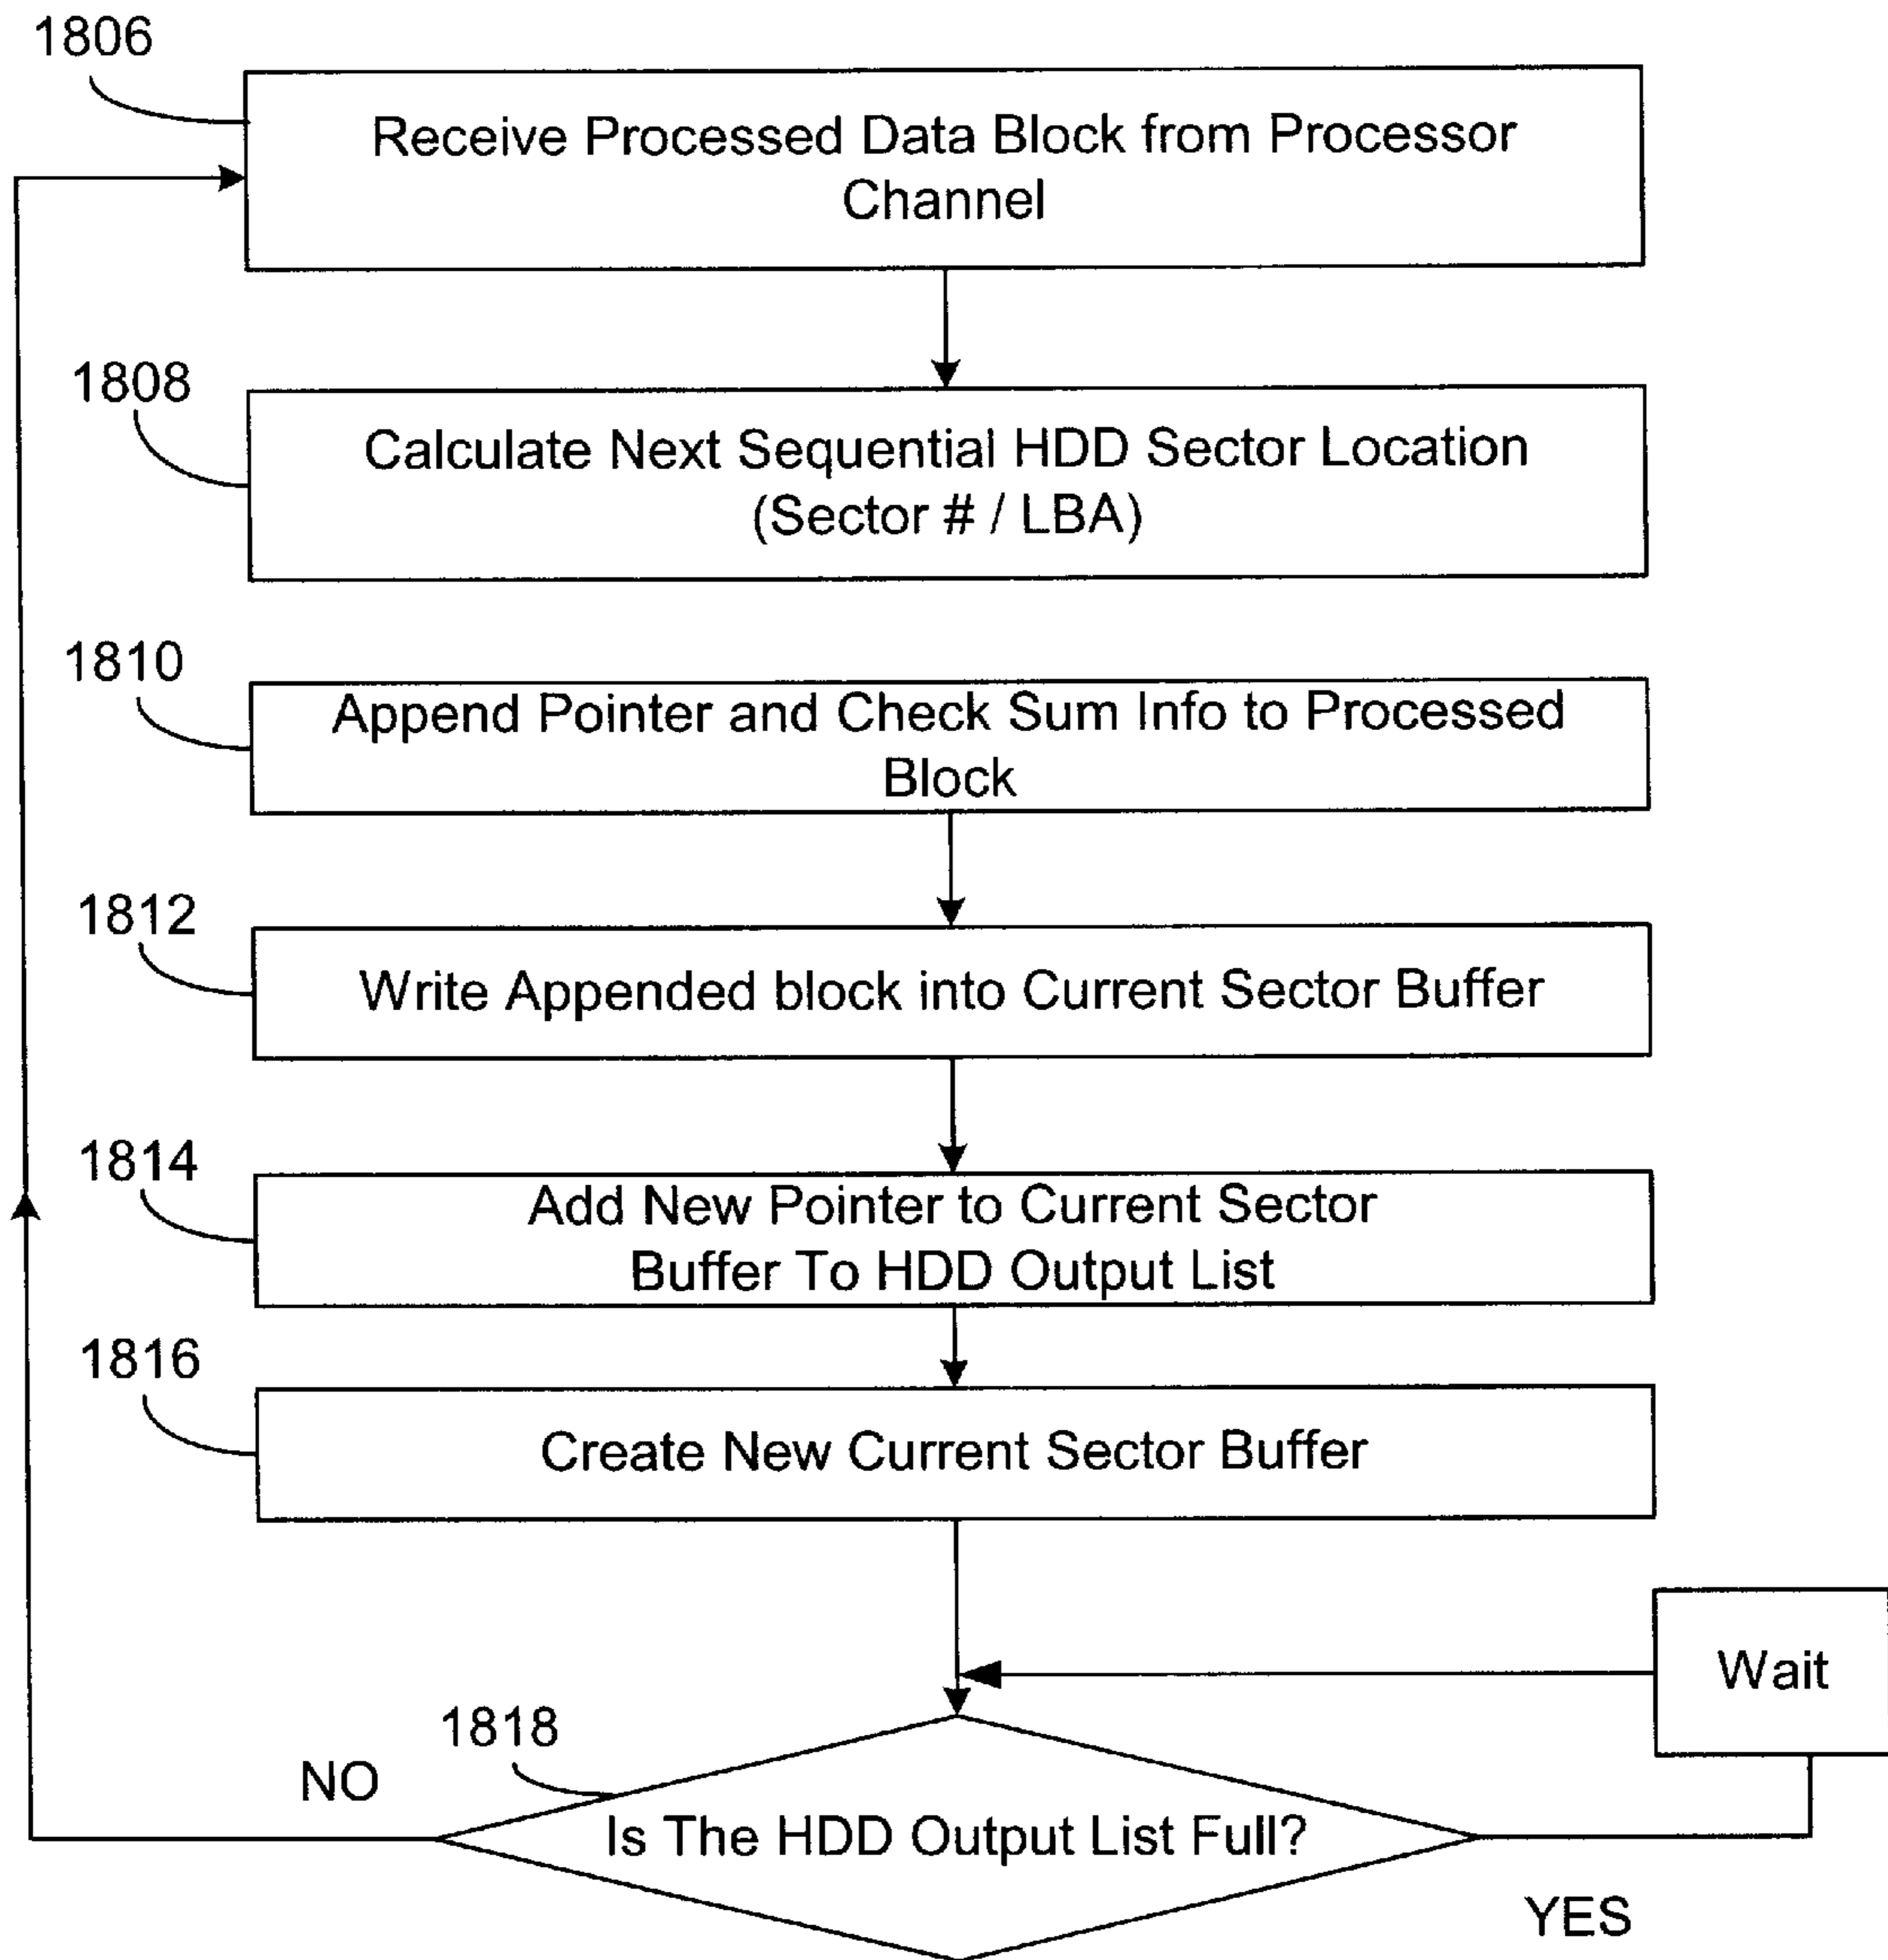 1806
Receive Processed Data Block from Processor
Channel
1808
Calculate Next Sequential HDD Sector Location
(Sector # / LBA)
1810
Append Pointer and Check Sum Info to Processed
Block
1812
Write Appended block into Current Sector Buffer
1814
Add New Pointer to Current Sector
Buffer To HDD Output List
1816
Create New Current Sector Buffer
Wait
1818
NO
Is The HDD Output List Full?
YES